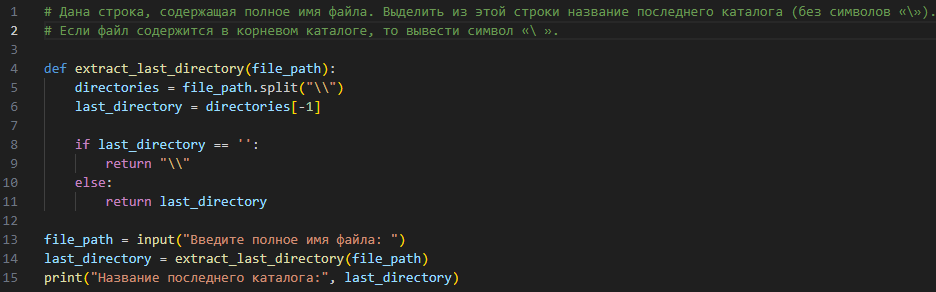 1 # Дана строка, содержащая полное имя файла. Выделить из этой строки название последнего каталога (без символов «\»).
2 # Если файл содержится в корневом каталоге, то вывести символ «\ ».
3
4 def extract_last_directory(file_path):
5     directories = file_path.split("\\")
6     last_directory = directories[-1]
7
8     if last_directory == '':
9         return "\\"
10     else:
11         return last_directory
12
13 file_path = input("Введите полное имя файла: ")
14 last_directory = extract_last_directory(file_path)
15 print("Название последнего каталога:", last_directory)